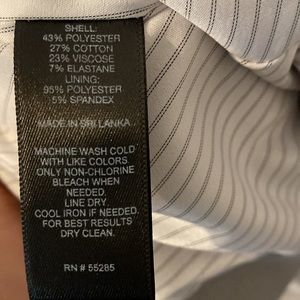 SHELL:
43% POLYESTER
27% COTTON
23% VISCOSE
7% ELASTANE
LINING:
95% POLYESTER
5% SPANDEX
MADE IN SRI LANKA
MACHINE WASH COLD
WITH LIKE COLORS
ONLY NON-CHLORINE
BLEACH WHEN
NEEDED.
LINE DRY.
COOL IRON IF NEEDED.
FOR BEST RESULTS
DRY CLEAN.
RN # 55285